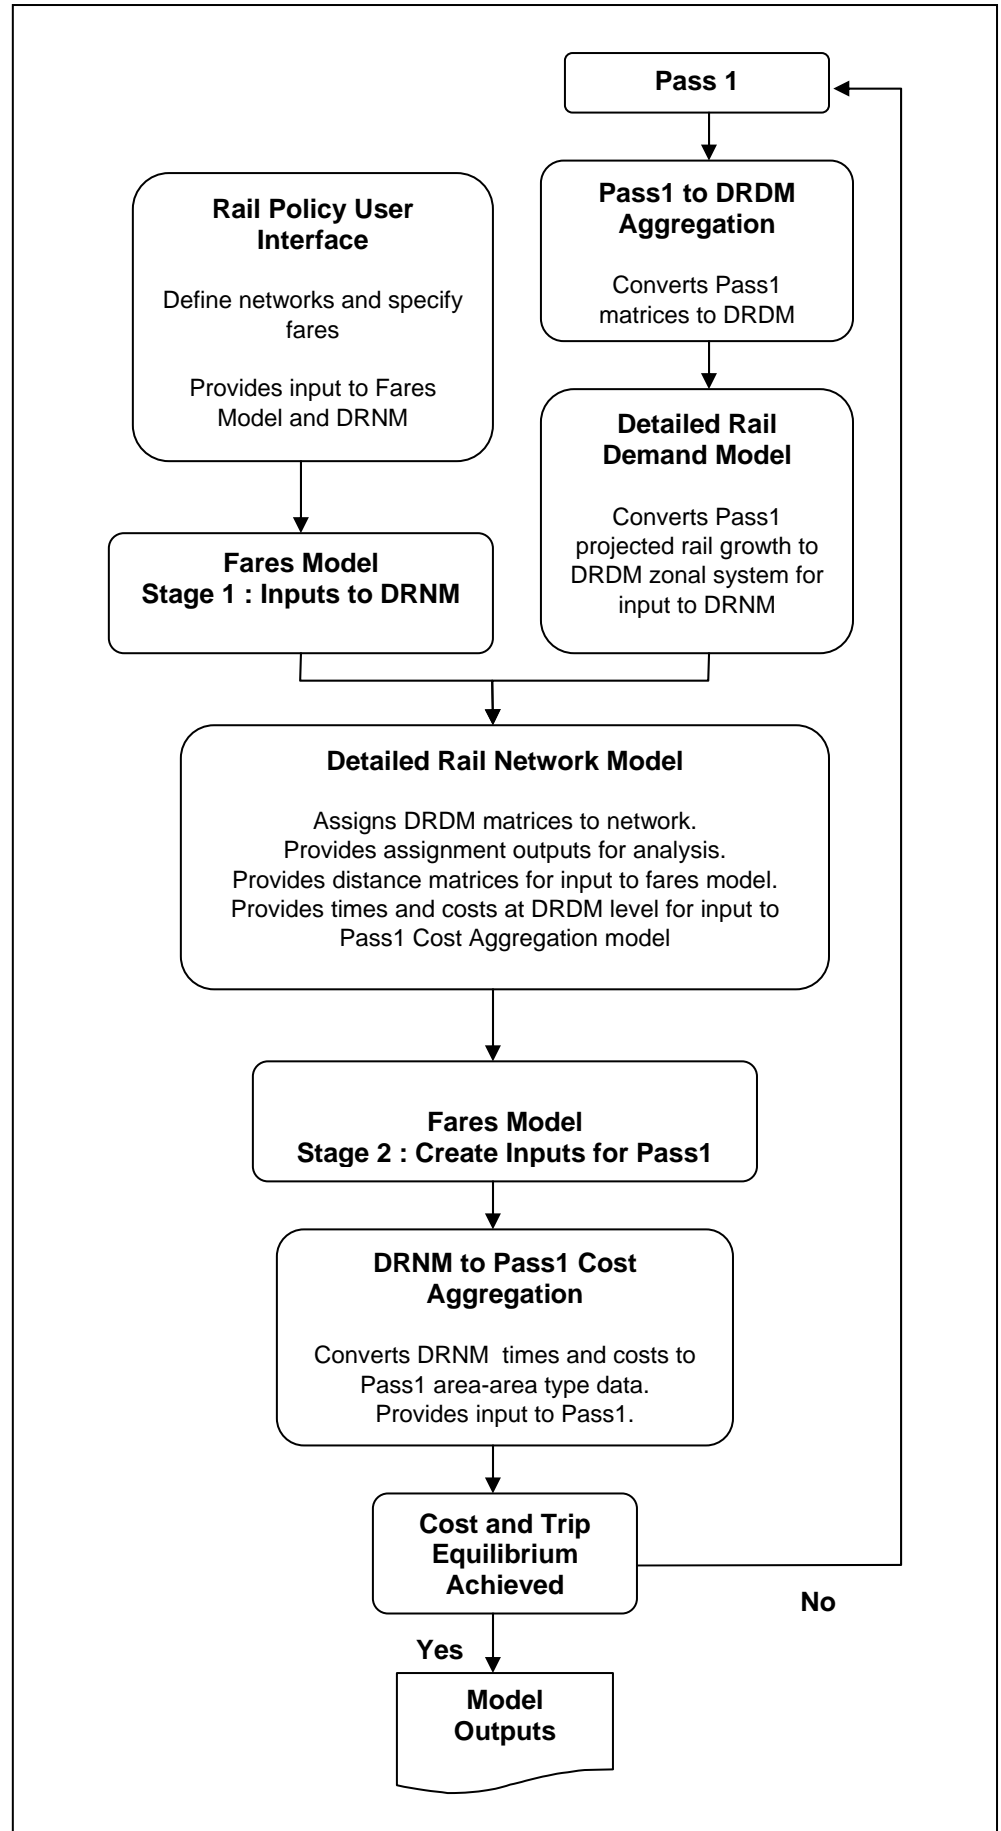 Pass 1
Pass1 to DRDM
Aggregation
Converts Pass1
matrices to DRDM
Rail Policy User
Interface
Define networks and specify
fares
Provides input to Fares
Model and DRNM
Detailed Rail
Demand Model
Converts Pass1
projected rail growth to
DRDM zonal system for
input to DRNM
Fares Model
Stage 1 : Inputs to DRNM
Detailed Rail Network Model
Assigns DRDM matrices to network.
Provides assignment outputs for analysis.
Provides distance matrices for input to fares model.
Provides times and costs at DRDM level for input to
Pass1 Cost Aggregation model
Fares Model
Stage 2 : Create Inputs for Pass1
DRNM to Pass1 Cost
Aggregation
Converts DRNM  times and costs to
Pass1 area-area type data.
Provides input to Pass1.
Cost and Trip
Equilibrium
Achieved
No
Yes
Model
Outputs